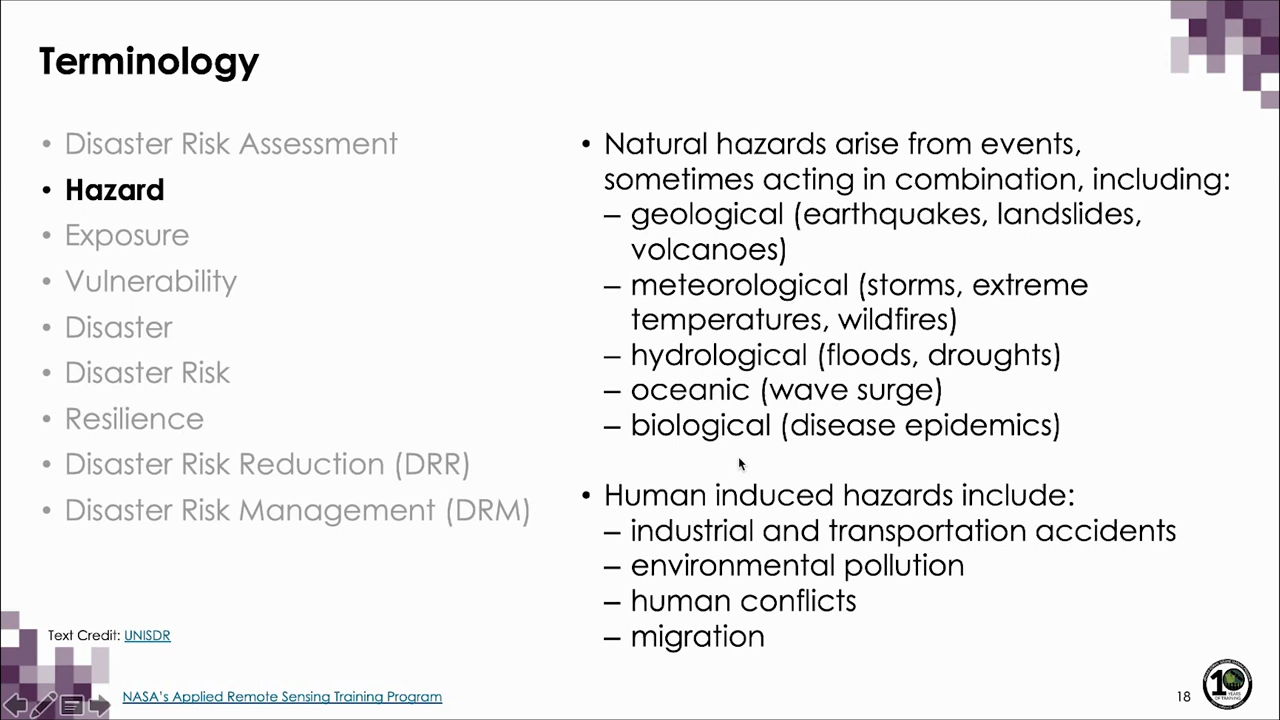 Terminology
• Disaster Risk Assessment
• Hazard
• Exposure
• Vulnerability
• Disaster
• Disaster Risk
• Resilience
• Disaster Risk Reduction (DRR)
• Disaster Risk Management (DRM)
• Natural hazards arise from events,
sometimes acting in combination, including:
– geological (earthquakes, landslides,
volcanoes)
– meteorological (storms, extreme
temperatures, wildfires)
– hydrological (floods, droughts)
– oceanic (wave surge)
– biological (disease epidemics)
• Human induced hazards include:
– industrial and transportation accidents
– environmental pollution
– human conflicts
– migration
Text Credit: UNISDR
NASA's Applied Remote Sensing Training Program
18